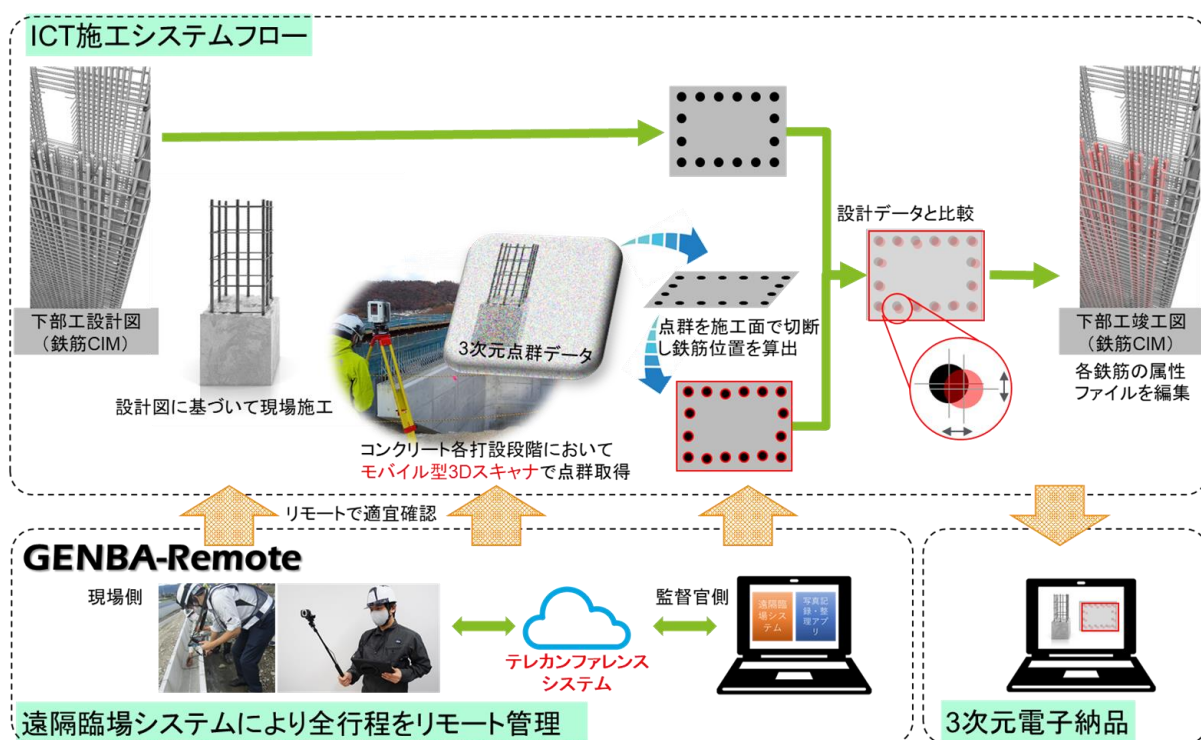 ICT施工システムフロー
下部工設計図
（鉄筋CIM）
設計図に基づいて現場施工
3次元点群データ
コンクリート各打設段階において
モバイル型3Dスキャナで点群取得
点群を施工面で切断
し鉄筋位置を算出
設計データと比較
下部工竣工図
（鉄筋CIM）
各鉄筋の属性
ファイルを編集
リモートで適宜確認
GENBA-Remote
現場側
テレカンファレンス
システム
監督官側
遠隔臨
場シス
テム
写真記
録・整
理アプ
リ
遠隔臨場システムにより全行程をリモート管理
3次元電子納品